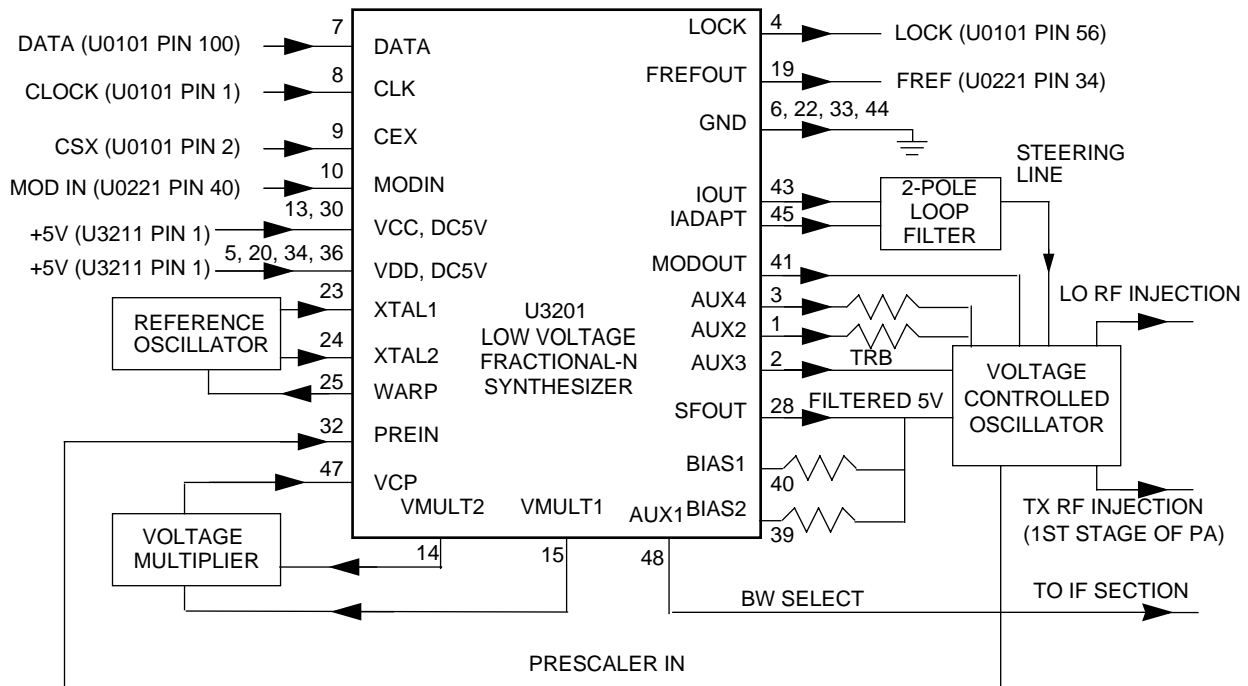 DATA (U0101 PIN 100)
7
DATA
CLOCK (U0101 PIN 1)
8
CLK
CSX (U0101 PIN 2)
9
CEX
MOD IN (U0221 PIN 40)
10
MODIN
+5V (U3211 PIN 1)
13, 30
VCC, DC5V
+5V (U3211 PIN 1)
5, 20, 34, 36
VDD, DC5V
REFERENCE
OSCILLATOR
23
XTAL1
24
XTAL2
25
WARP
32
PREIN
47
VCP
VOLTAGE
MULTIPLIER
VMULT2
14
VMULT1
15
AUX1
48
U3201
LOW VOLTAGE
FRACTIONAL-N
SYNTHESIZER
LOCK
4
LOCK (U0101 PIN 56)
FREFOUT
19
FREF (U0221 PIN 34)
GND
6, 22, 33, 44
IOUT
43
IADAPT
45
2-POLE
LOOP
FILTER
STEERING
LINE
MODOUT
41
AUX4
3
AUX2
1
TRB
AUX3
2
SFOUT
28
FILTERED 5V
BIAS1
40
BIAS2
39
VOLTAGE
CONTROLLED
OSCILLATOR
LO RF INJECTION
TX RF INJECTION
(1ST STAGE OF PA)
BW SELECT
TO IF SECTION
PRESCALER IN